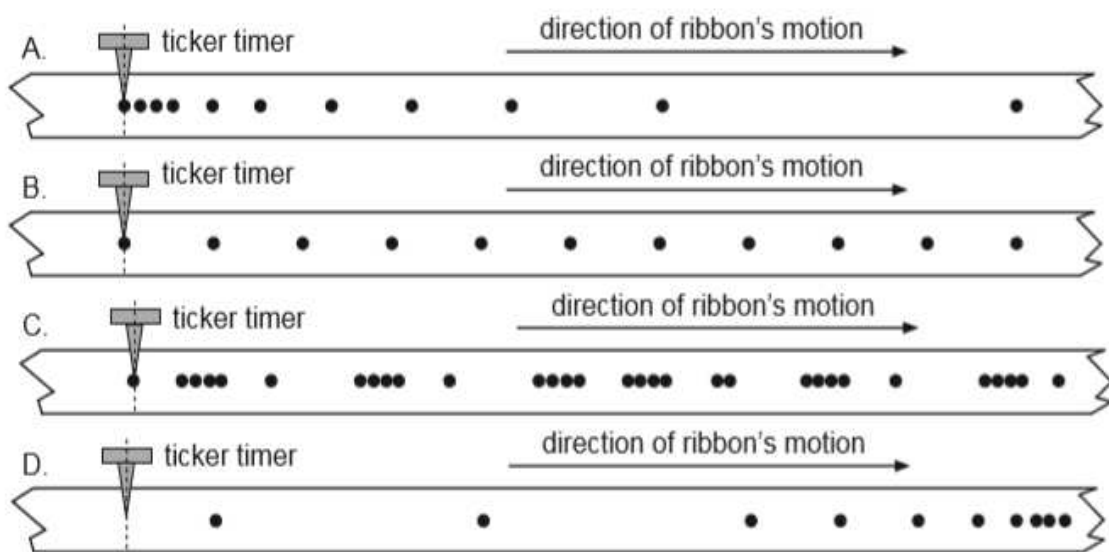 A. ticker timer direction of ribbon's motion
B. ticker timer direction of ribbon's motion
C. ticker timer direction of ribbon's motion
D. ticker timer direction of ribbon's motion